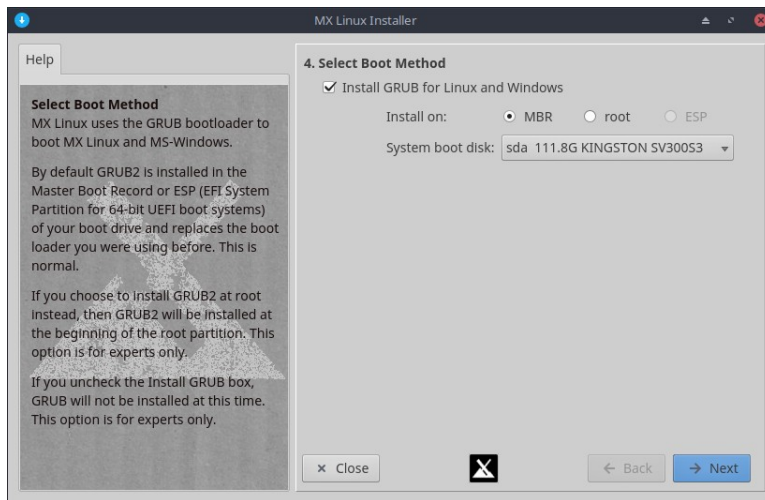 MX Linux Installer
Help
Select Boot Method
MX Linux uses the GRUB bootloader to
boot MX Linux and MS-Windows.
By default GRUB2 is installed in the
Master Boot Record or ESP (EFI System
Partition for 64-bit UEFI boot systems)
of your boot drive and replaces the boot
loader you were using before. This is
normal.
If you choose to install GRUB2 at root
instead, then GRUB2 will be installed at
the beginning of the root partition. This
option is for experts only.
If you uncheck the Install GRUB box,
GRUB will not be installed at this time.
This option is for experts only.
4. Select Boot Method
Install GRUB for Linux and Windows
Install on: MBR root ESP
System boot disk: sda 111.8G KINGSTON SV300S3
Close Back Next